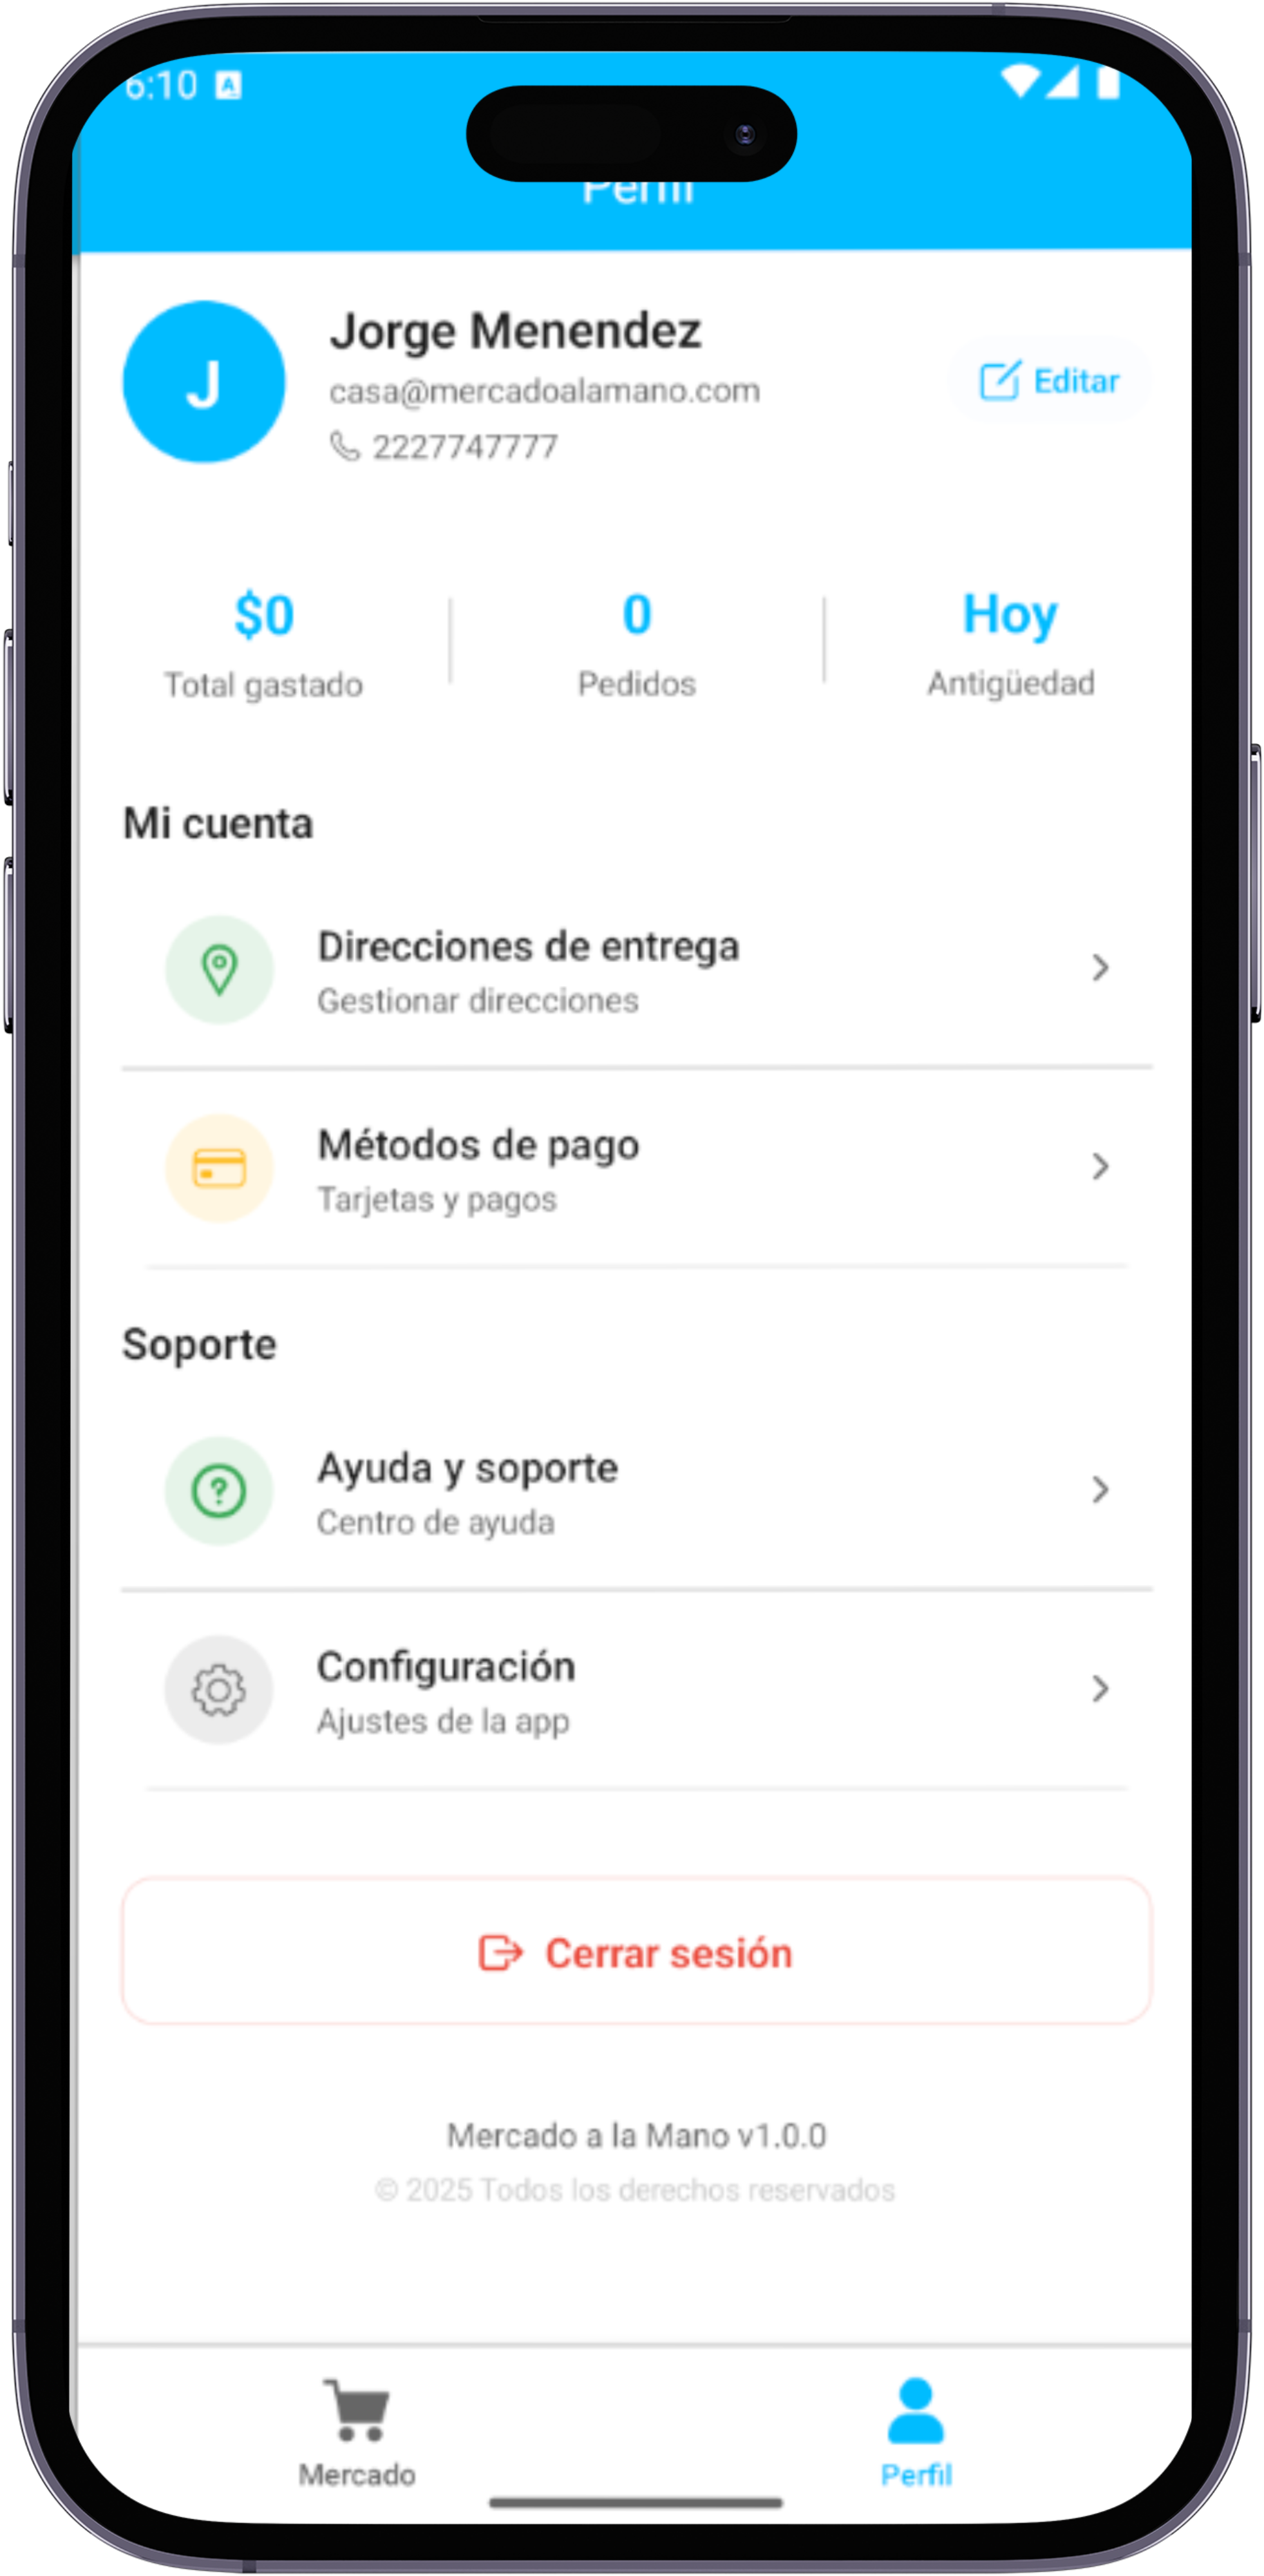 6:10
Perfil
J
Jorge Menendez
casa@mercadoalamano.com
2227747777
Editar
$0
Total gastado
0
Pedidos
Hoy
Antigüedad
Mi cuenta
Direcciones de entrega
Gestionar direcciones
Métodos de pago
Tarjetas y pagos
Soporte
Ayuda y soporte
Centro de ayuda
Configuración
Ajustes de la app
Cerrar sesión
Mercado a la Mano v1.0.0
© 2025 Todos los derechos reservados
Mercado
Perfil